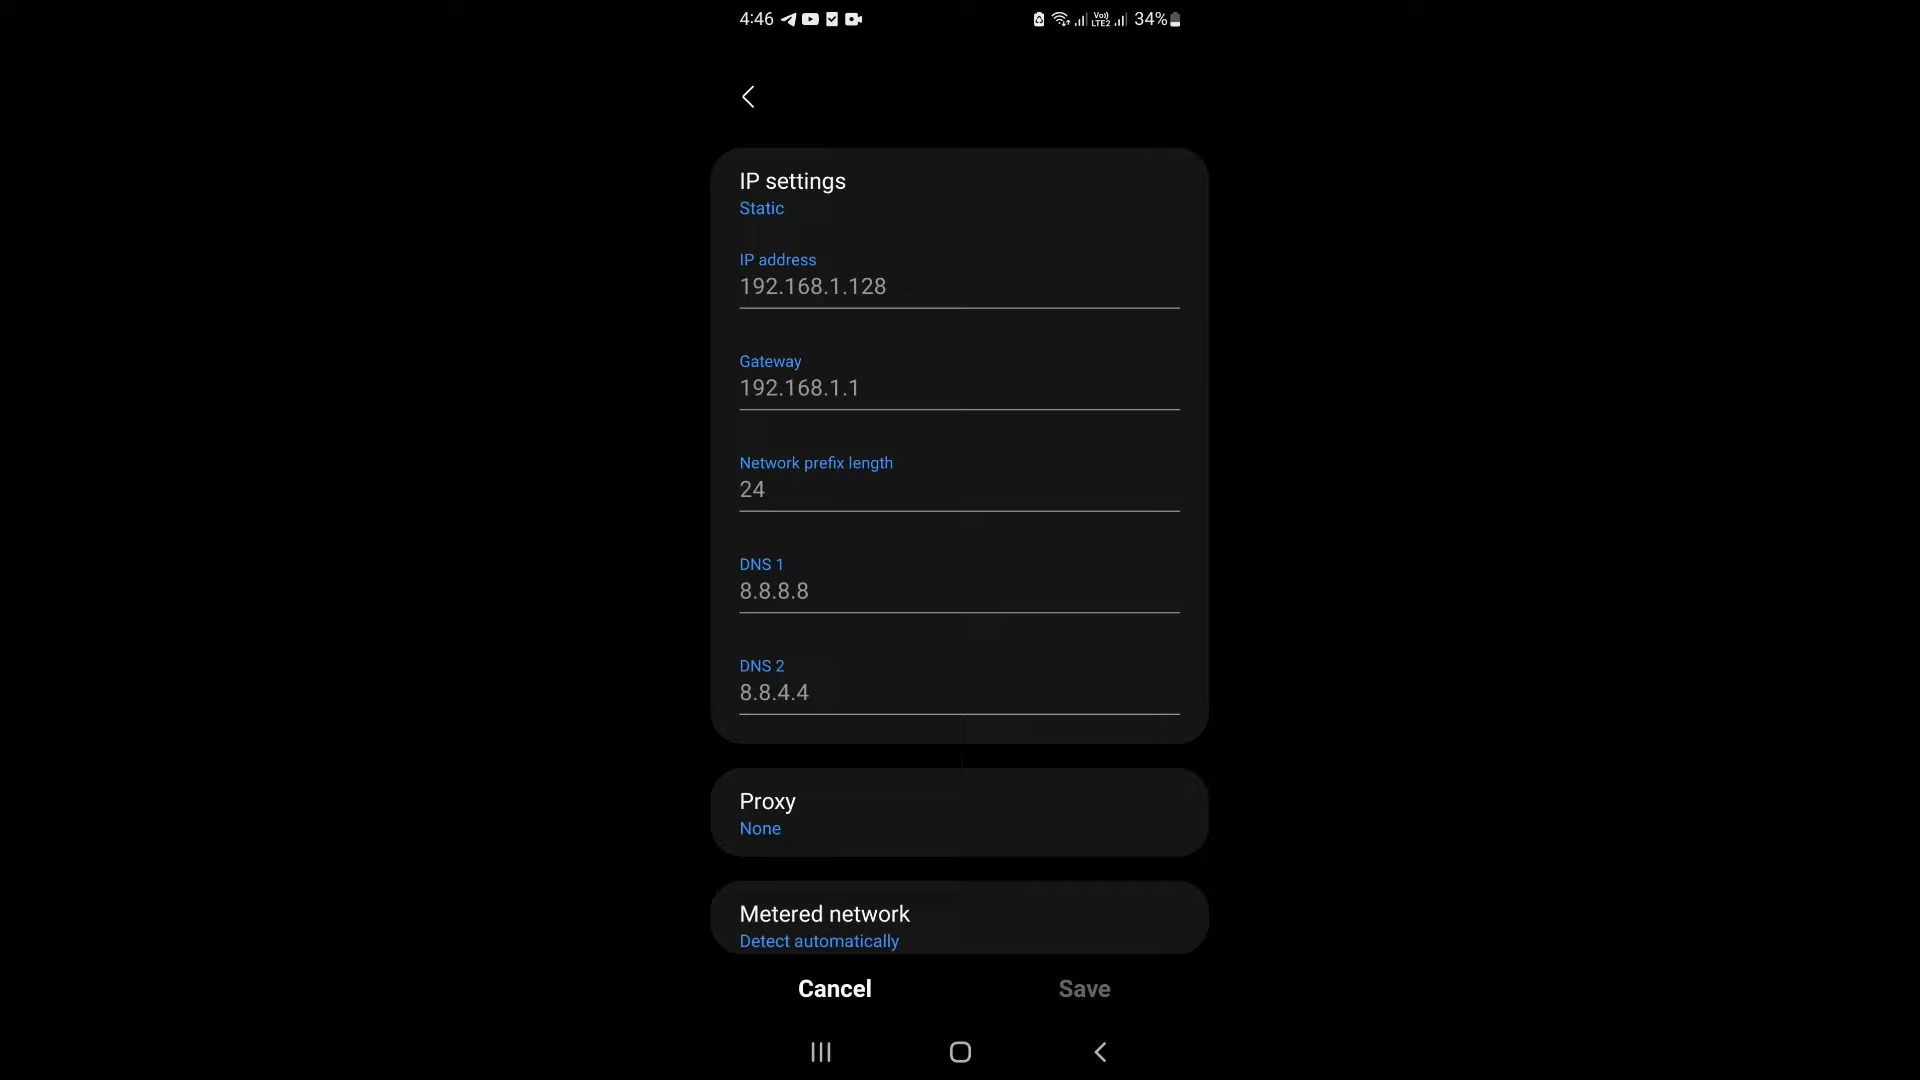 4:46
Vo)) LTE2 34%
IP settings
Static
IP address
192.168.1.128
Gateway
192.168.1.1
Network prefix length
24
DNS 1
8.8.8.8
DNS 2
8.8.4.4
Proxy
None
Metered network
Detect automatically
Cancel Save